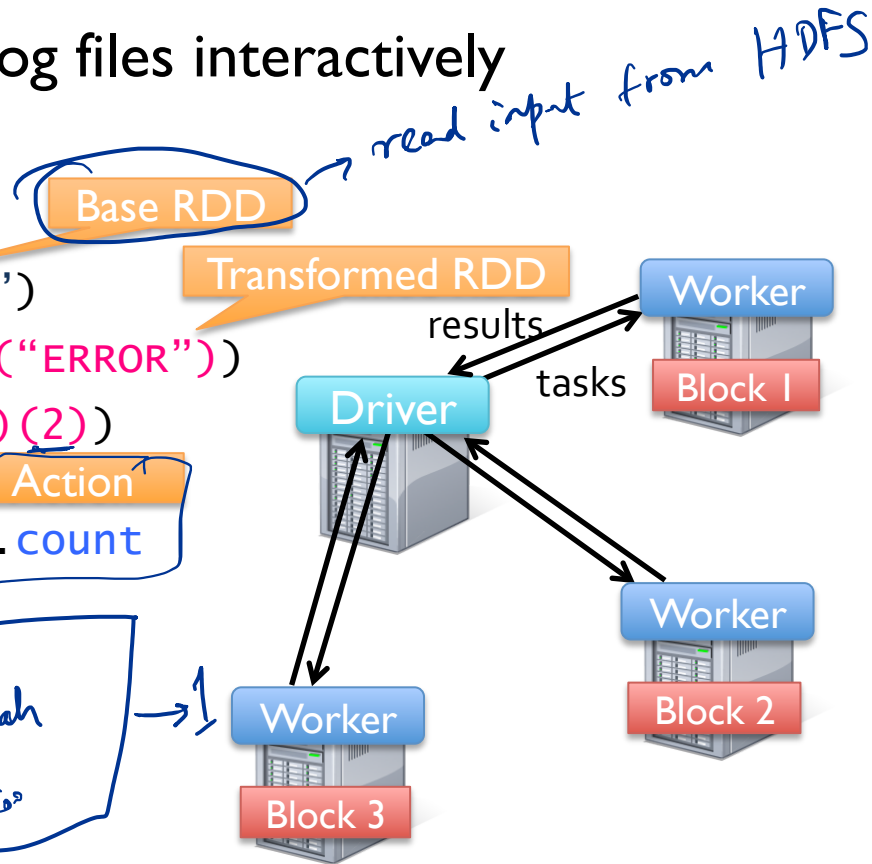 og files interactively
read input from HDFS
Base RDD
Transformed RDD
”)
(“ERROR”))
)(2))
Action
.count
results
tasks
Driver
Worker
Block 1
Worker
Block 2
Worker
Block 3
1